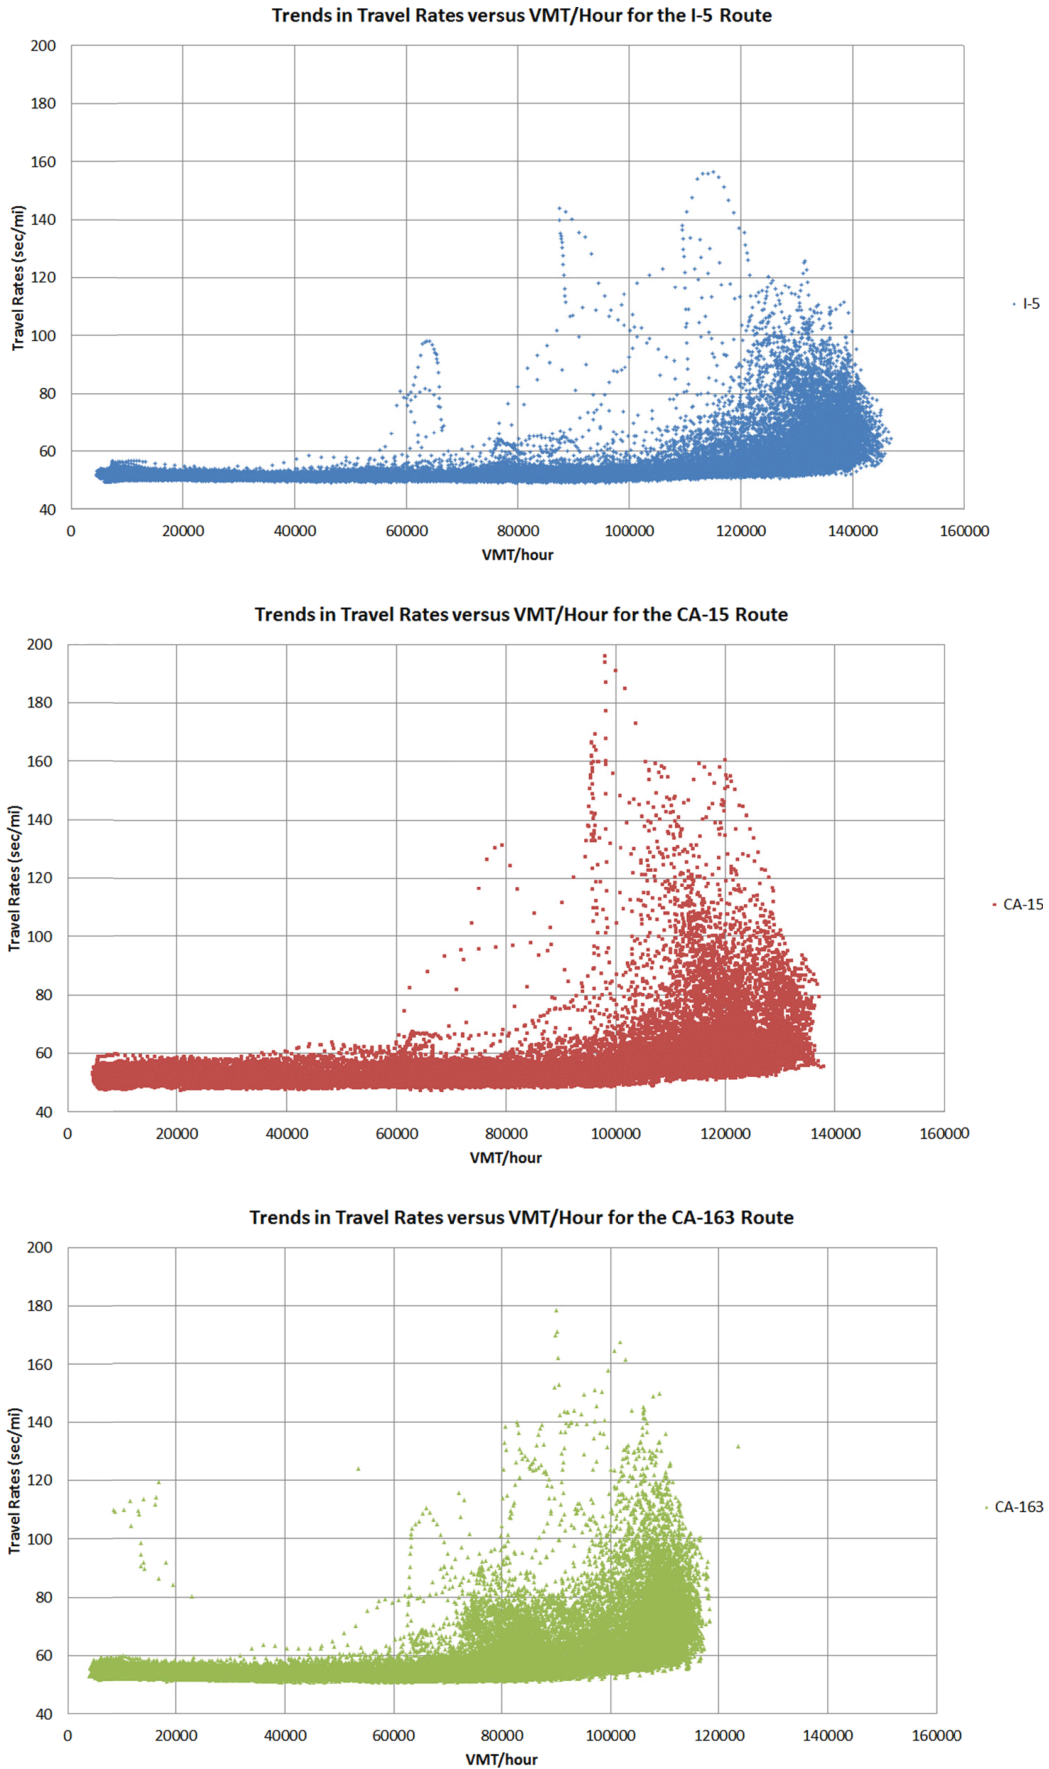 Trends in Travel Rates versus VMT/Hour for the I-5 Route
Travel Rates (sec/mi)
200
180
160
140
120
100
80
60
40
0 20000 40000 60000 80000 100000 120000 140000 160000
VMT/hour
I-5
Trends in Travel Rates versus VMT/Hour for the CA-15 Route
Travel Rates (sec/mi)
200
180
160
140
120
100
80
60
40
0 20000 40000 60000 80000 100000 120000 140000 160000
VMT/hour
CA-15
Trends in Travel Rates versus VMT/Hour for the CA-163 Route
Travel Rates (sec/mi)
200
180
160
140
120
100
80
60
40
0 20000 40000 60000 80000 100000 120000 140000 160000
VMT/hour
CA-163